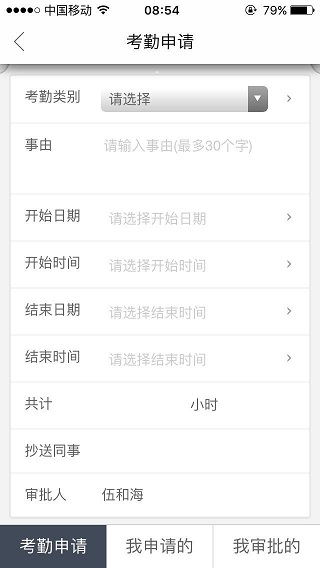 中国移动 08:54 79%
考勤申请
考勤类别 请选择
事由 请输入事由(最多30个字)
开始日期 请选择开始日期
开始时间 请选择开始时间
结束日期 请选择结束日期
结束时间 请选择结束时间
共计 小时
抄送同事
审批人 伍和海
考勤申请 我申请的 我审批的